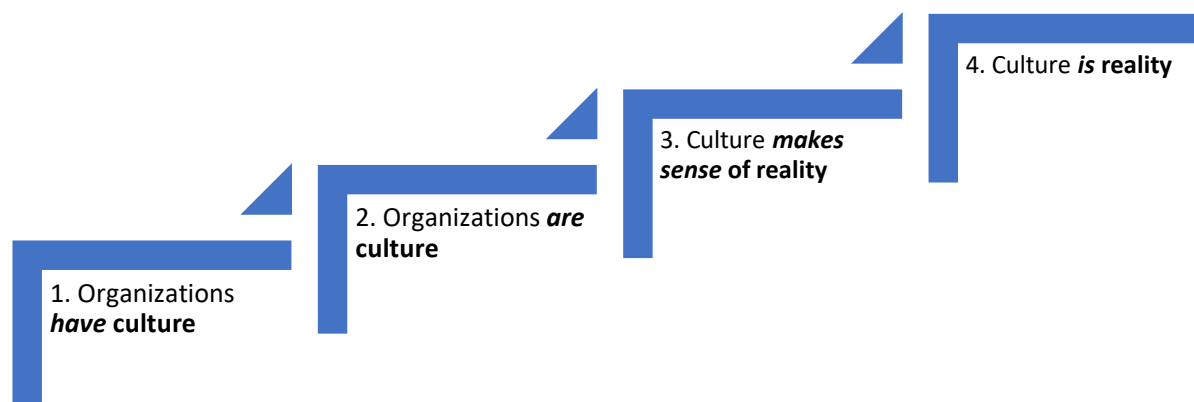 1. Organizations
have culture
2. Organizations are
culture
3. Culture makes
sense of reality
4. Culture is reality